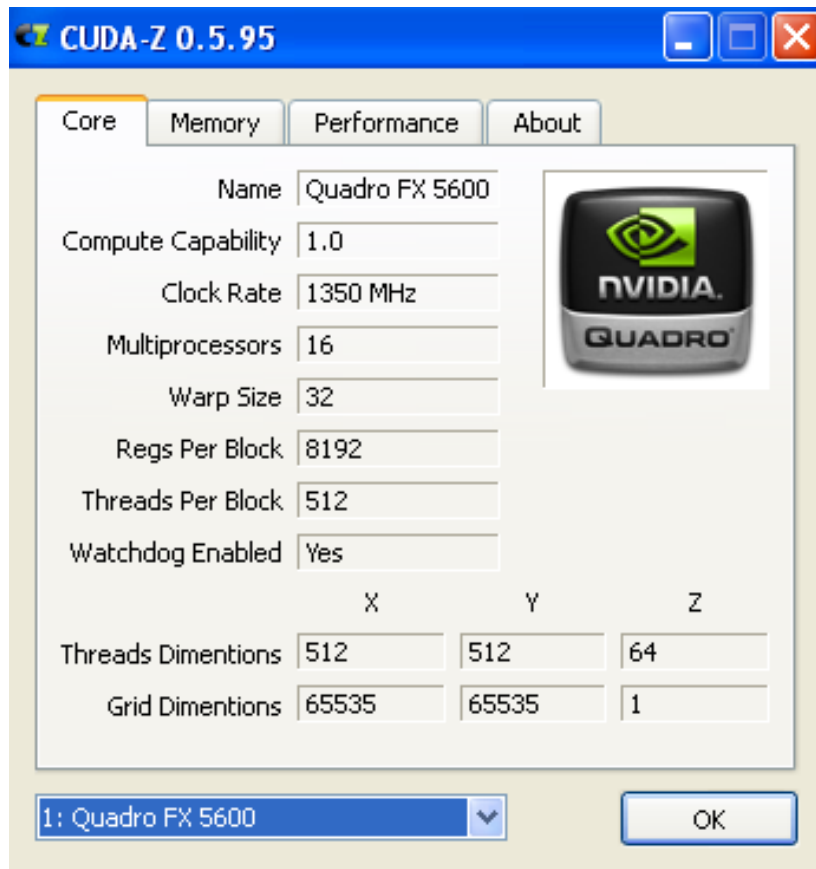 CUDA-Z 0.5.95
Core Memory Performance About
Name Quadro FX 5600
Compute Capability 1.0
Clock Rate 1350 MHz
Multiprocessors 16
Warp Size 32
Regs Per Block 8192
Threads Per Block 512
Watchdog Enabled Yes
NVIDIA.
QUADRO
X Y Z
Threads Dimentions 512 512 64
Grid Dimentions 65535 65535 1
1: Quadro FX 5600
OK